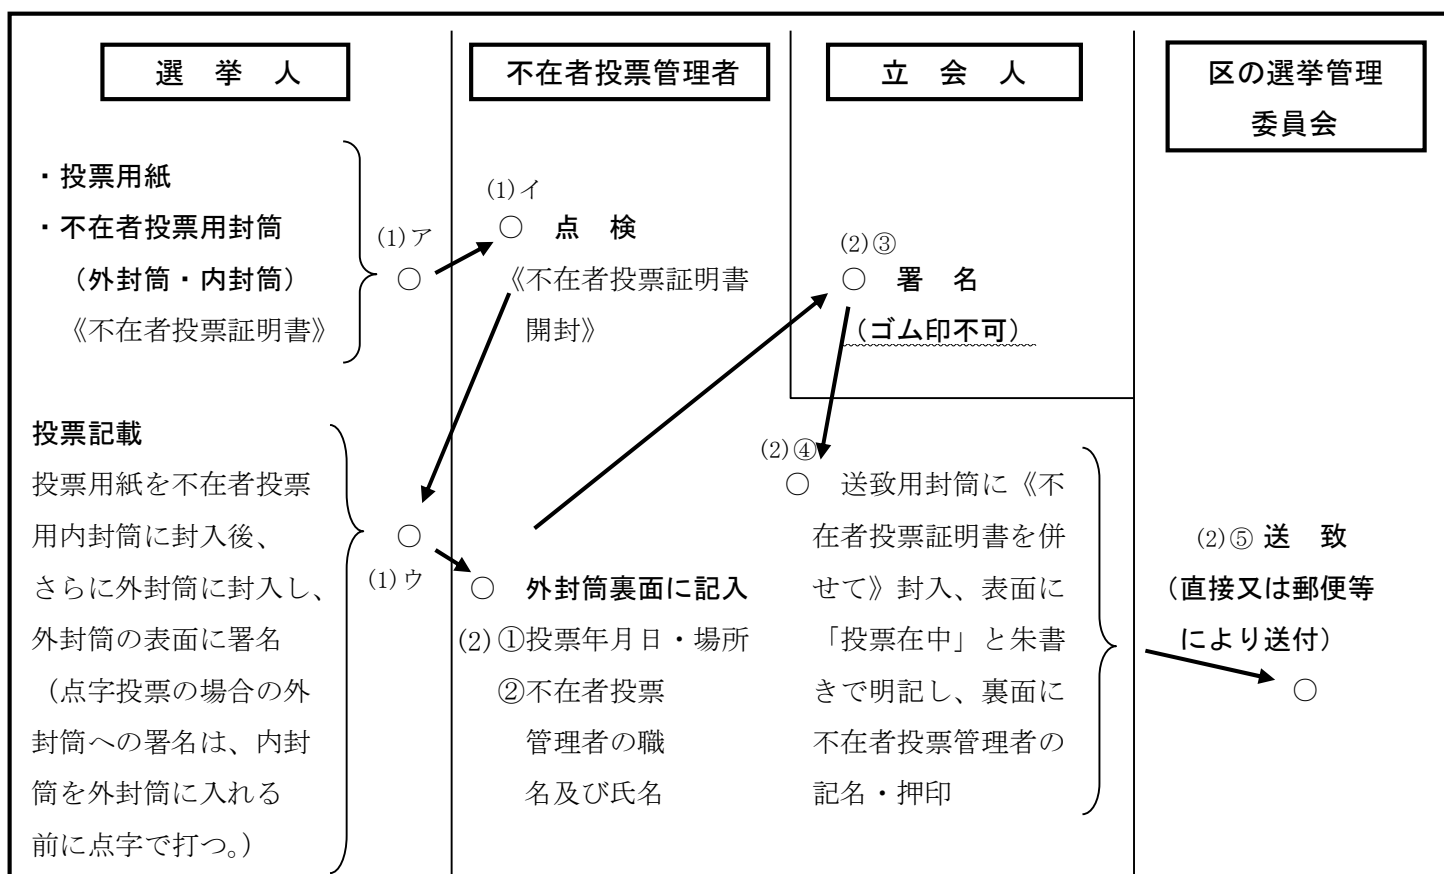 選　挙　人
不在者投票管理者
立　会　人
区の選挙管理
委員会
・投票用紙
・不在者投票用封筒
（外封筒・内封筒）
《不在者投票証明書》
(1)ア
○
(1)イ
○　点　検
《不在者投票証明書
開封》
(2)③
○　署　名
（ゴム印不可）
投票記載
投票用紙を不在者投票
用内封筒に封入後、
さらに外封筒に封入し、
外封筒の表面に署名
（点字投票の場合の外
封筒への署名は、内封
筒を外封筒に入れる
前に点字で打つ。）
○
(1)ウ
○　外封筒裏面に記入
(2)①投票年月日・場所
②不在者投票
管理者の職
名及び氏名
(2)④
○　送致用封筒に《不
在者投票証明書を併
せて》封入、表面に
「投票在中」と朱書
きで明記し、裏面に
不在者投票管理者の
記名・押印
(2)⑤ 送　致
（直接又は郵便等
により送付）
○